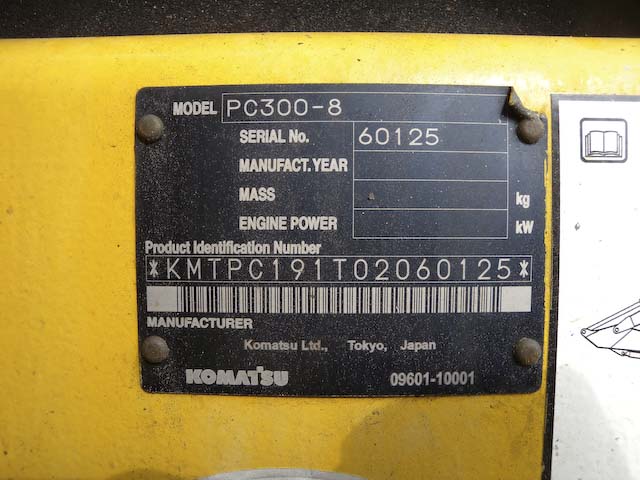 MODEL PC300-8
SERIAL No. 60125
MANUFACT.YEAR
MASS kg
ENGINE POWER kW
Product Identification Number
*KMTPC191T02060125*
MANUFACTURER
Komatsu Ltd., Tokyo, Japan
KOMATSU 09601-10001